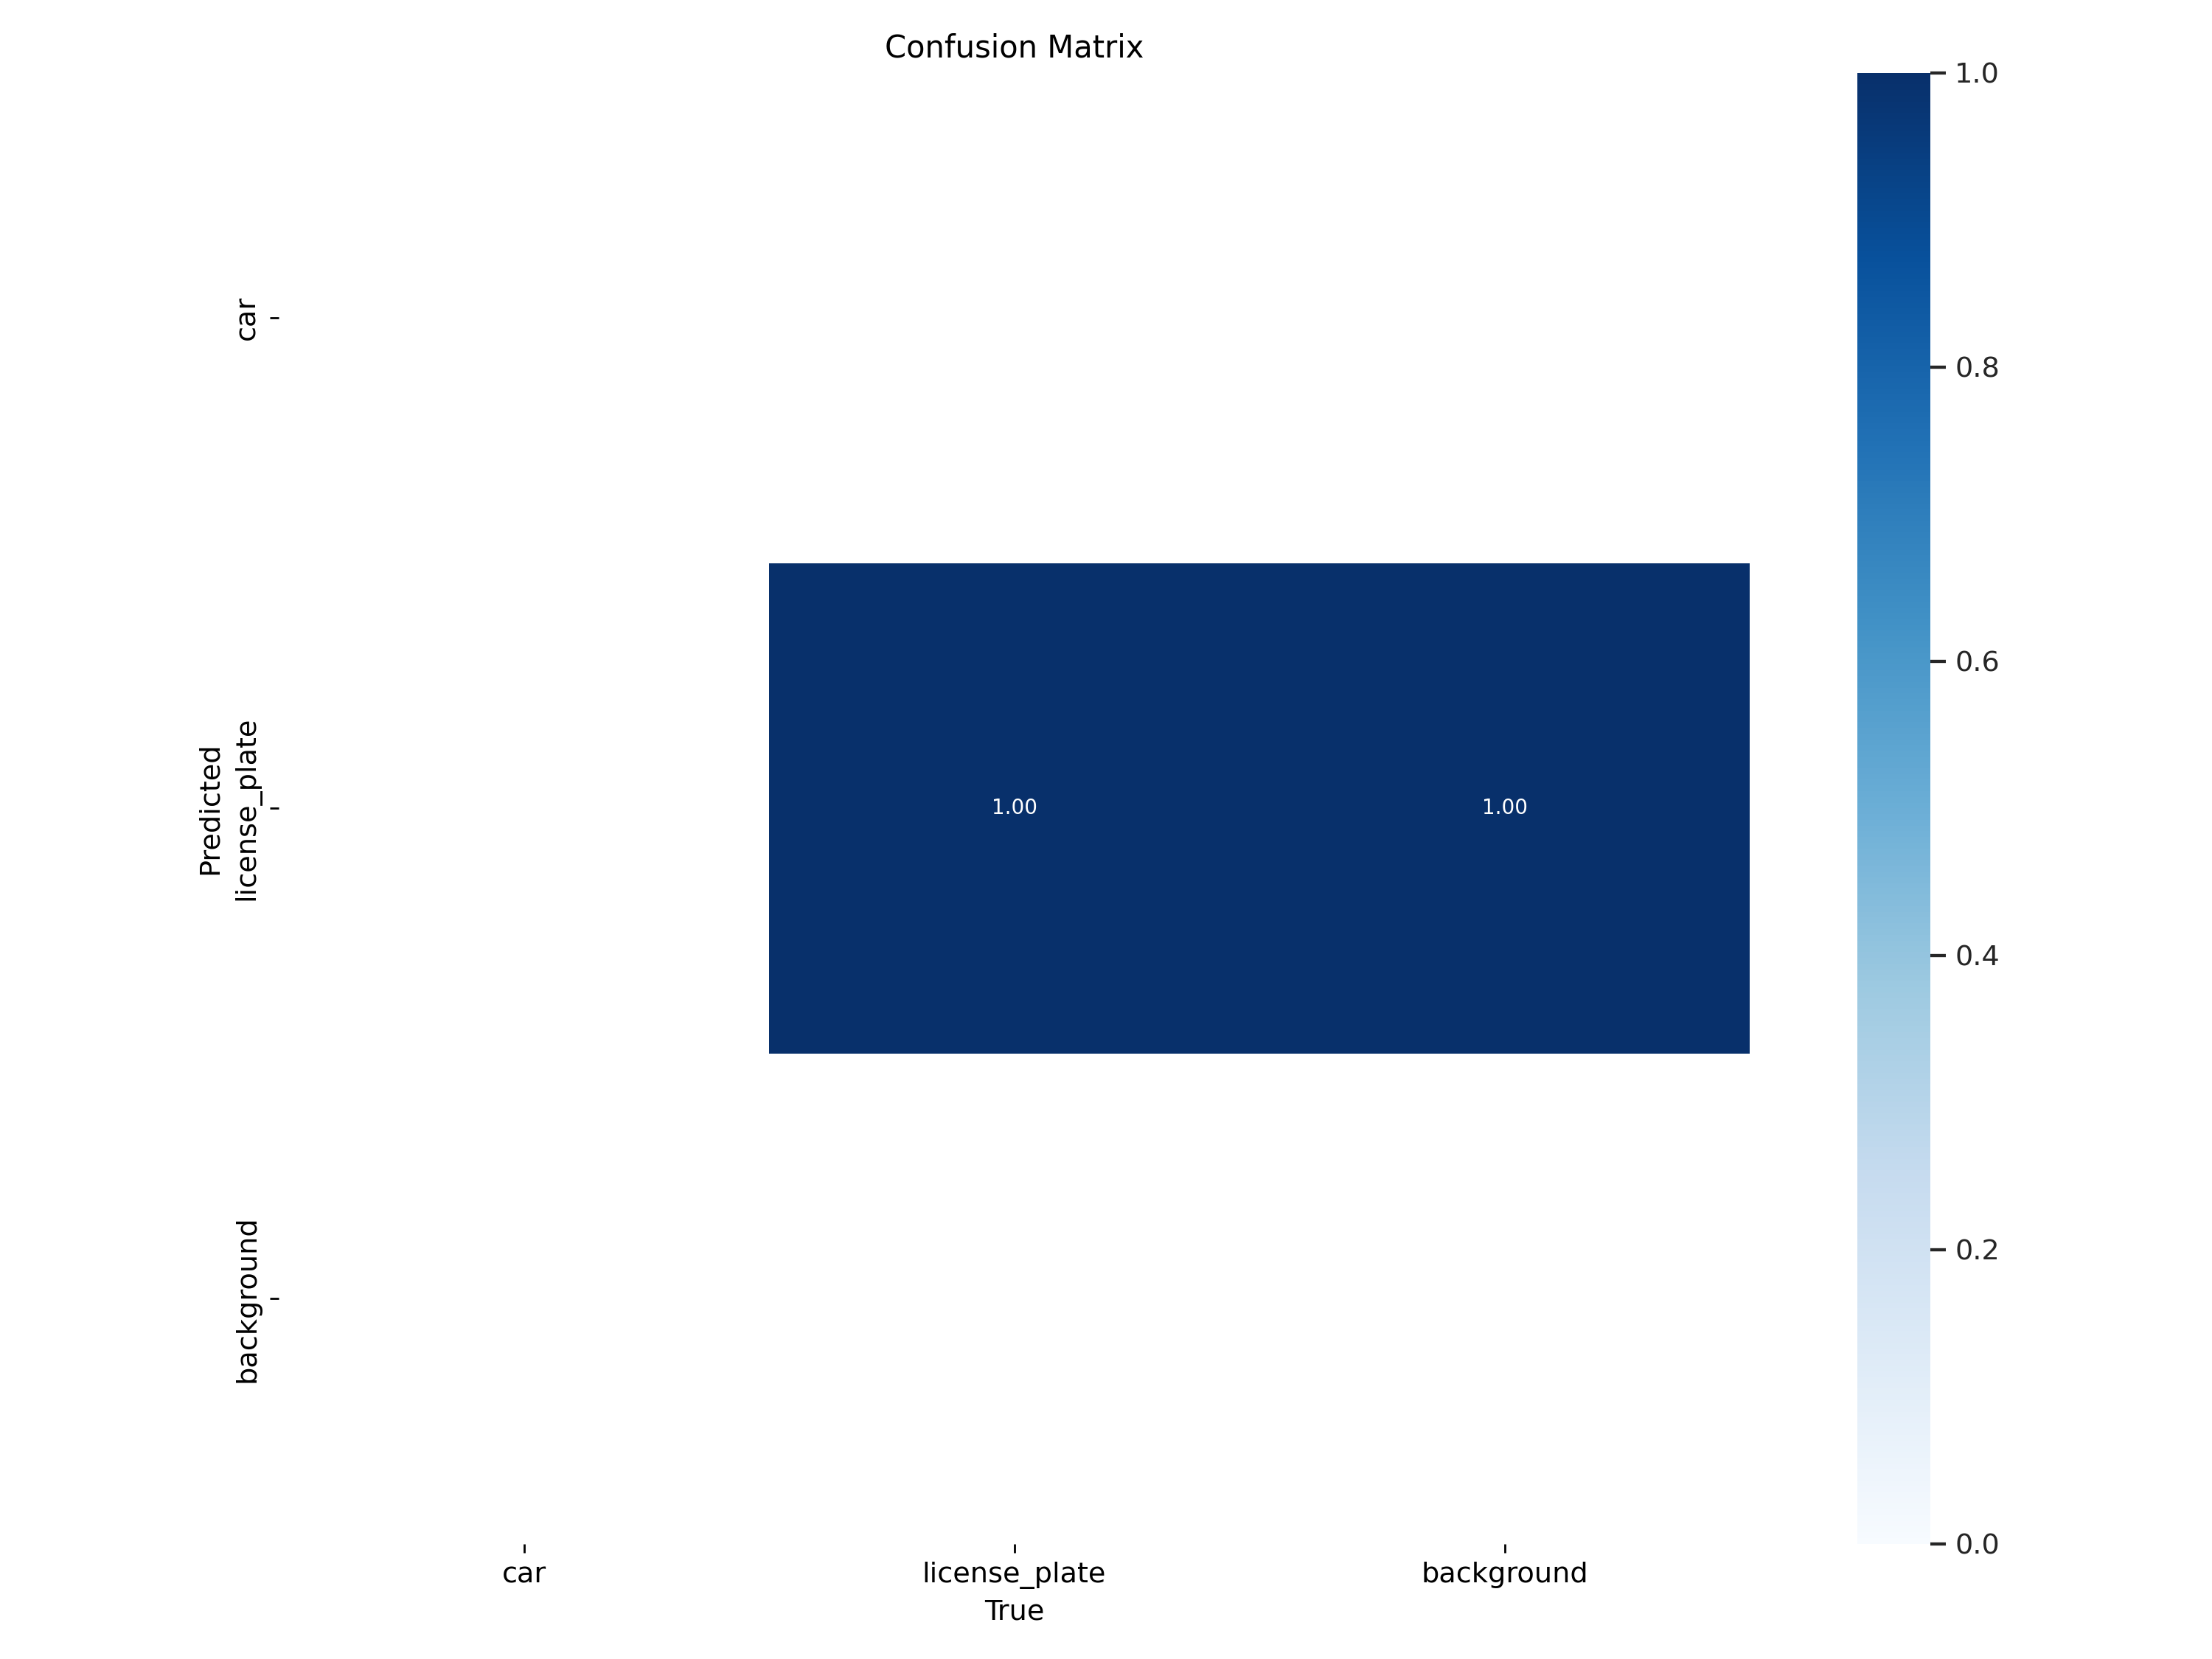 Confusion Matrix
1.0
0.8
0.6
0.4
0.2
0.0
Predicted
car
license_plate
background
1.00 1.00
car license_plate background
True